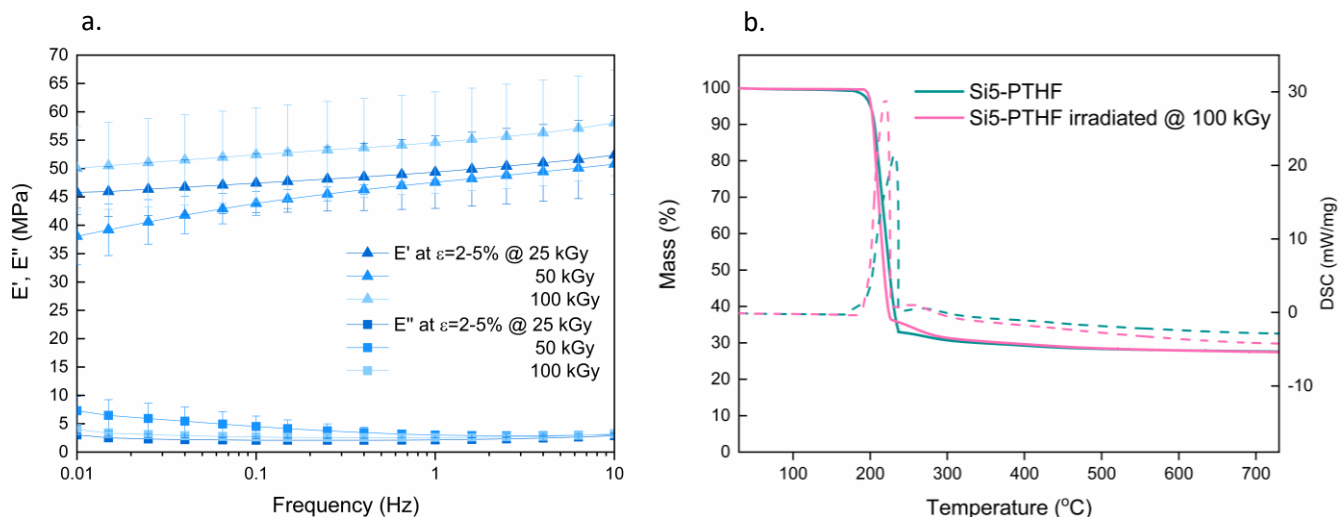 a.
70
65
60
55
50
45
40
35
30
25
20
15
10
5
0
E', E" (MPa)
E' at ε=2-5% @ 25 kGy
50 kGy
100 kGy
E" at ε=2-5% @ 25 kGy
50 kGy
100 kGy
0.01
0.1
1
10
Frequency (Hz)
b.
100
90
80
70
60
50
40
30
20
10
0
Mass (%)
Si5-PTHF
Si5-PTHF irradiated @ 100 kGy
30
20
10
0
-10
DSC (mW/mg)
100
200
300
400
500
600
700
Temperature (°C)